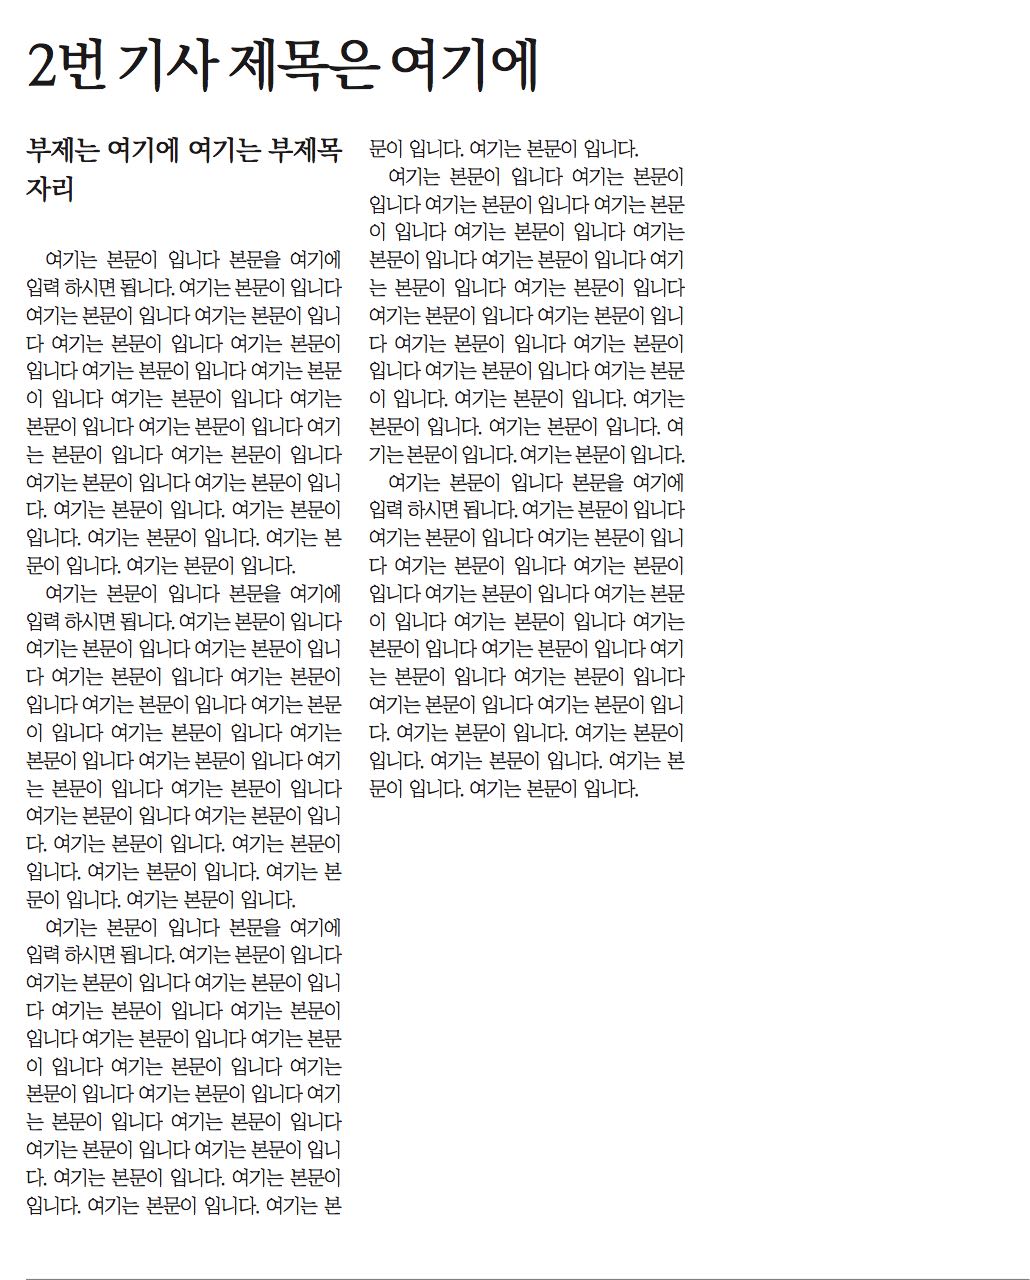 2번 기사 제목은 여기에
부제는 여기에 여기는 부제목
자리
여기는 본문이 입니다 본문을 여기에
입력 하시면 됩니다. 여기는 본문이 입니다
여기는 본문이 입니다 여기는 본문이 입니
다 여기는 본문이 입니다 여기는 본문이
입니다 여기는 본문이 입니다 여기는 본문
이 입니다 여기는 본문이 입니다 여기는
본문이 입니다 여기는 본문이 입니다 여기
는 본문이 입니다 여기는 본문이 입니다
여기는 본문이 입니다 여기는 본문이 입니
다. 여기는 본문이 입니다. 여기는 본문이
입니다. 여기는 본문이 입니다. 여기는 본
문이 입니다. 여기는 본문이 입니다.
여기는 본문이 입니다 본문을 여기에
입력 하시면 됩니다. 여기는 본문이 입니다
여기는 본문이 입니다 여기는 본문이 입니
다 여기는 본문이 입니다 여기는 본문이
입니다 여기는 본문이 입니다 여기는 본문
이 입니다 여기는 본문이 입니다 여기는
본문이 입니다 여기는 본문이 입니다 여기
는 본문이 입니다 여기는 본문이 입니다
여기는 본문이 입니다 여기는 본문이 입니
다. 여기는 본문이 입니다. 여기는 본문이
입니다. 여기는 본문이 입니다. 여기는 본
문이 입니다. 여기는 본문이 입니다.
여기는 본문이 입니다 본문을 여기에
입력 하시면 됩니다. 여기는 본문이 입니다
여기는 본문이 입니다 여기는 본문이 입니
다 여기는 본문이 입니다 여기는 본문이
입니다 여기는 본문이 입니다 여기는 본문
이 입니다 여기는 본문이 입니다 여기는
본문이 입니다 여기는 본문이 입니다 여기
는 본문이 입니다 여기는 본문이 입니다
여기는 본문이 입니다 여기는 본문이 입니
다. 여기는 본문이 입니다. 여기는 본문이
입니다. 여기는 본문이 입니다. 여기는 본
문이 입니다. 여기는 본문이 입니다.
여기는 본문이 입니다 여기는 본문이
입니다 여기는 본문이 입니다 여기는 본문
이 입니다 여기는 본문이 입니다 여기는
본문이 입니다 여기는 본문이 입니다 여기
는 본문이 입니다 여기는 본문이 입니다
여기는 본문이 입니다 여기는 본문이 입니
다 여기는 본문이 입니다 여기는 본문이
입니다 여기는 본문이 입니다 여기는 본문
이 입니다. 여기는 본문이 입니다. 여기는
본문이 입니다. 여기는 본문이 입니다. 여
기는 본문이 입니다. 여기는 본문이 입니다.
여기는 본문이 입니다 본문을 여기에
입력 하시면 됩니다. 여기는 본문이 입니다
여기는 본문이 입니다 여기는 본문이 입니
다 여기는 본문이 입니다 여기는 본문이
입니다 여기는 본문이 입니다 여기는 본문
이 입니다 여기는 본문이 입니다 여기는
본문이 입니다 여기는 본문이 입니다 여기
는 본문이 입니다 여기는 본문이 입니다
여기는 본문이 입니다 여기는 본문이 입니
다. 여기는 본문이 입니다. 여기는 본문이
입니다. 여기는 본문이 입니다. 여기는 본
문이 입니다. 여기는 본문이 입니다.